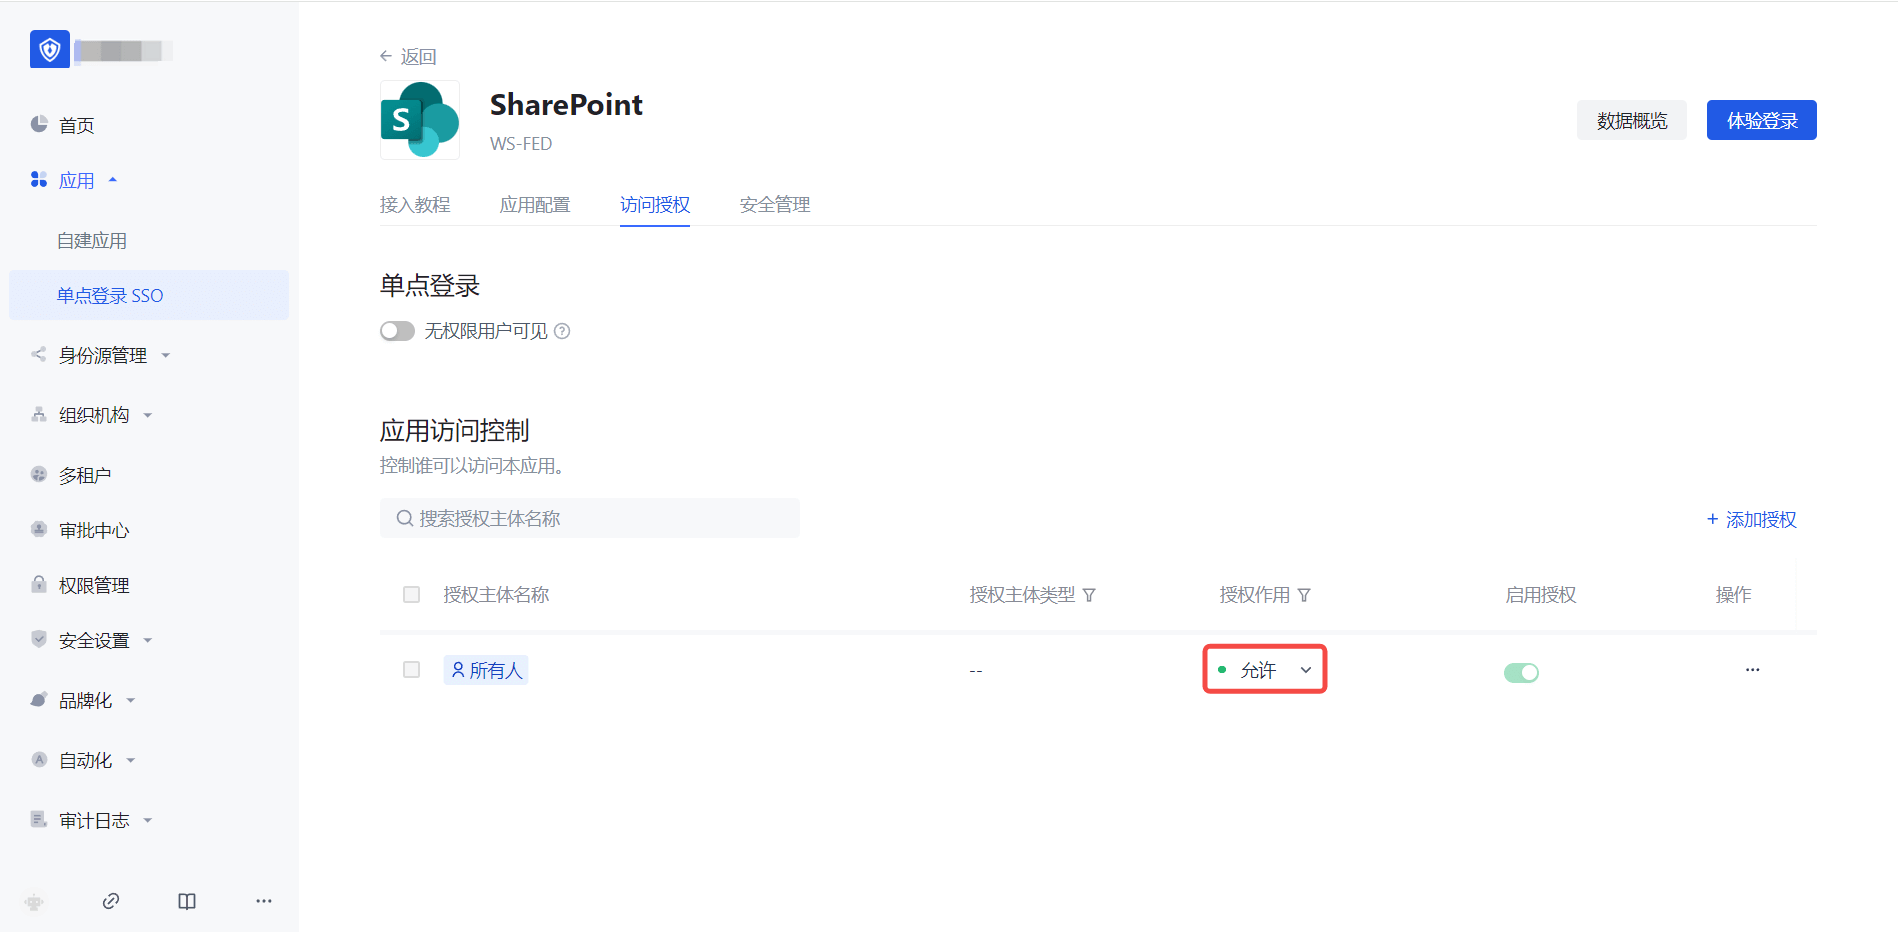 首页
应用
自建应用
单点登录 SSO
身份源管理
组织机构
多租户
审批中心
权限管理
安全设置
品牌化
自动化
审计日志
返回
S
SharePoint
WS-FED
数据概览
体验登录
接入教程 应用配置 访问授权 安全管理
单点登录
无权限用户可见
应用访问控制
控制谁可以访问本应用。
搜索授权主体名称
+ 添加授权
授权主体名称 授权主体类型 授权作用 启用授权 操作
所有人 -- 允许 ...